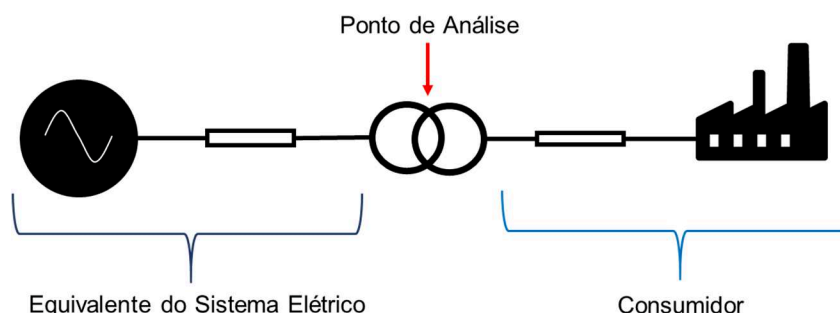 Ponto de Análise
Equivalente do Sistema Elétrico
Consumidor